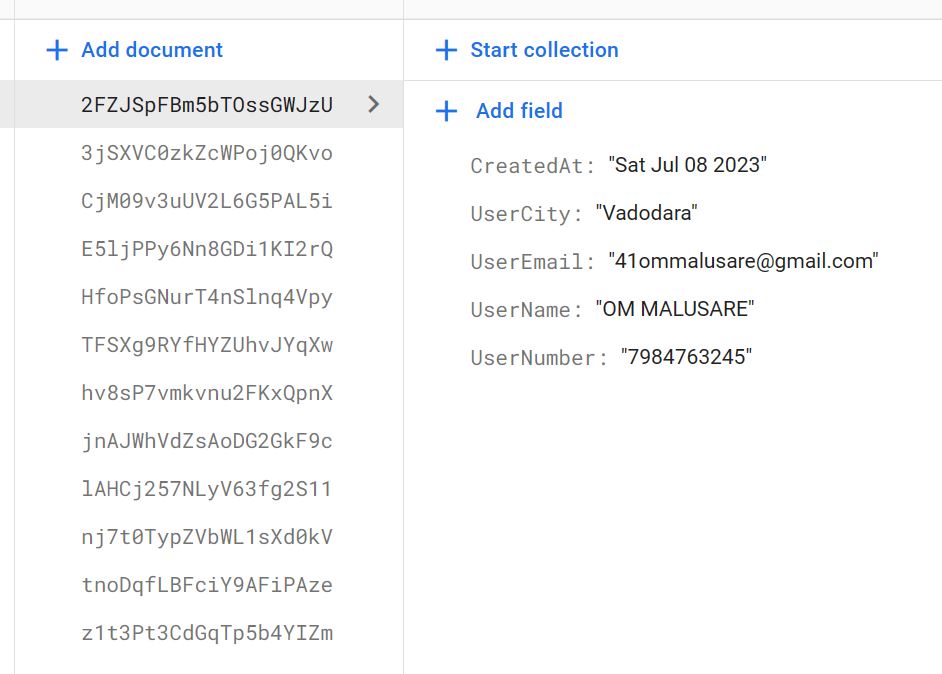 Add document
2FZJSpFBm5bTOssGWJzU
3jSXVC0zkZcWPoj0QKvo
CjM09v3uUV2L6G5PAL5i
E5ljPPy6Nn8GDi1KI2rQ
HfoPsGNurT4nSlnq4Vpy
TFSXg9RYfHYZUhvJYqXw
hv8sP7vmkvnu2FKxQpnX
jnAJWhVdZsAoDG2GkF9c
lAHCj257NLyV63fg2S11
nj7t0TypZVbWL1sXd0kV
tnoDqfLBFciY9AFiPAze
z1t3Pt3CdGqTp5b4YIZm
Start collection
Add field
CreatedAt: "Sat Jul 08 2023"
UserCity: "Vadodara"
UserEmail: "41ommalusare@gmail.com"
UserName: "OM MALUSARE"
UserNumber: "7984763245"